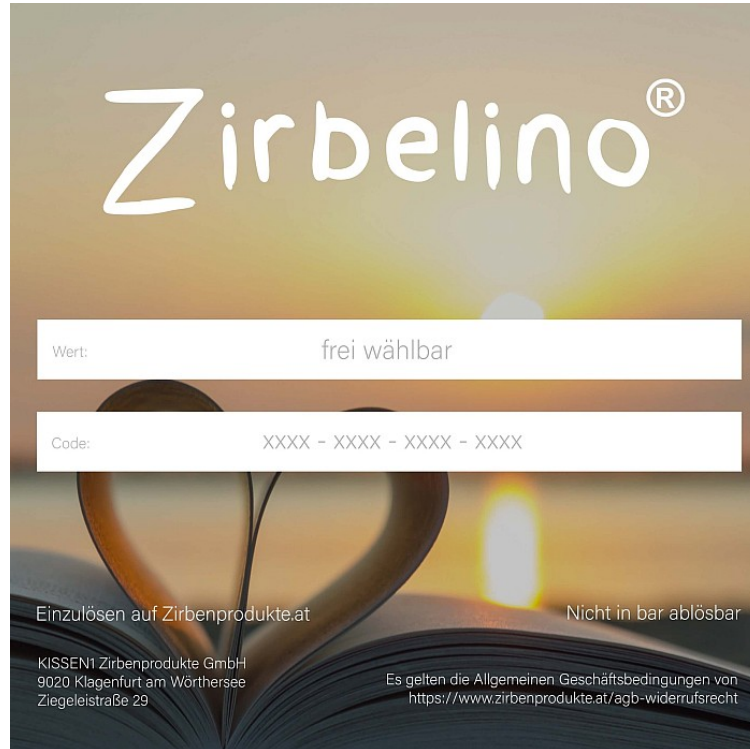 Zirbelino®
Wert: frei wählbar
Code: XXXX - XXXX - XXXX - XXXX
Einzulösen auf Zirbenprodukte.at
Nicht in bar ablösbar
KISSEN1 Zirbenprodukte GmbH
9020 Klagenfurt am Wörthersee
Ziegeleistraße 29
Es gelten die Allgemeinen Geschäftsbedingungen von
https://www.zirbenprodukte.at/agb-widerrufsrecht